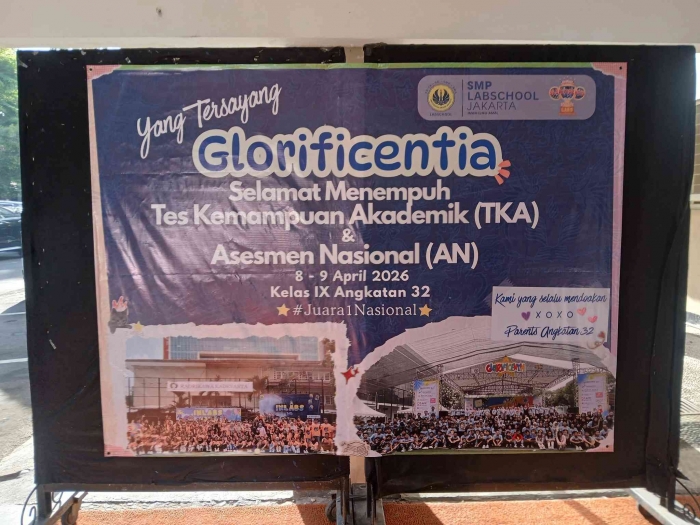 Yang Tersayang
SMP
LABSCHOOL
JAKARTA
Glorificentia
Selamat Menempuh
Tes Kemampuan Akademik (TKA)
&
Asesmen Nasional (AN)
8 - 9 April 2026
Kelas IX Angkatan 32
#Juara1Nasional
Kami yang selalu mendoakan
XOXO
Parents Angkatan 32